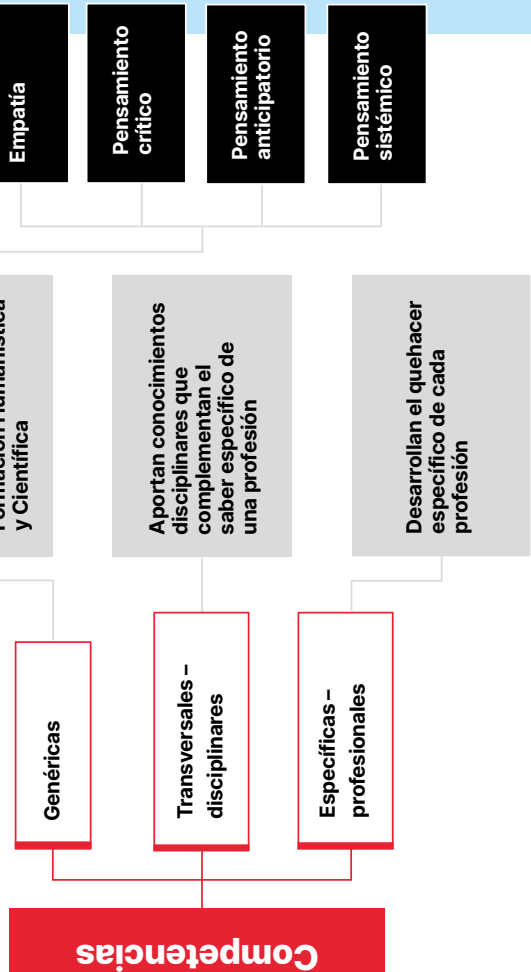 Competencias
Genéricas
Transversales –
disciplinares
Específicas –
profesionales
y Científica
Aportan conocimientos
disciplinares que
complementan el
saber específico de
una profesión
Desarrollan el quehacer
específico de cada
profesión
Empatía
Pensamiento
crítico
Pensamiento
anticipatorio
Pensamiento
sistémico